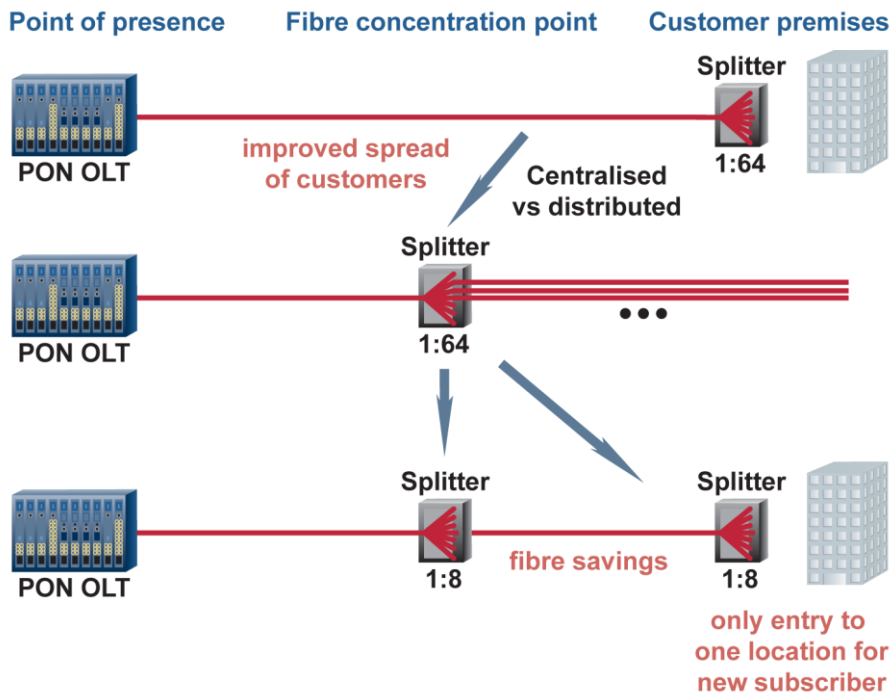 Point of presence
Fibre concentration point
Customer premises
Splitter
PON OLT
improved spread
of customers
1:64
Centralised
vs distributed
Splitter
PON OLT
1:64
Splitter
Splitter
PON OLT
1:8
fibre savings
1:8
only entry to
one location for
new subscriber